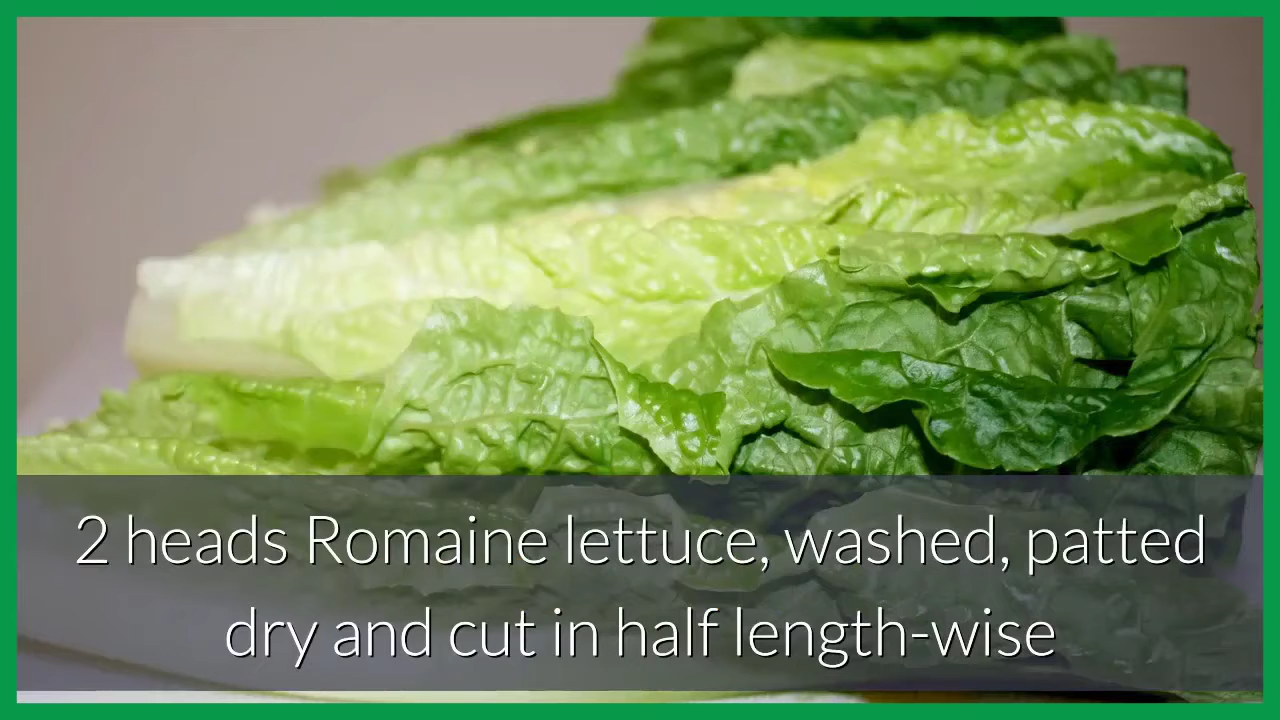 2 heads Romaine lettuce, washed, patted
dry and cut in half length-wise